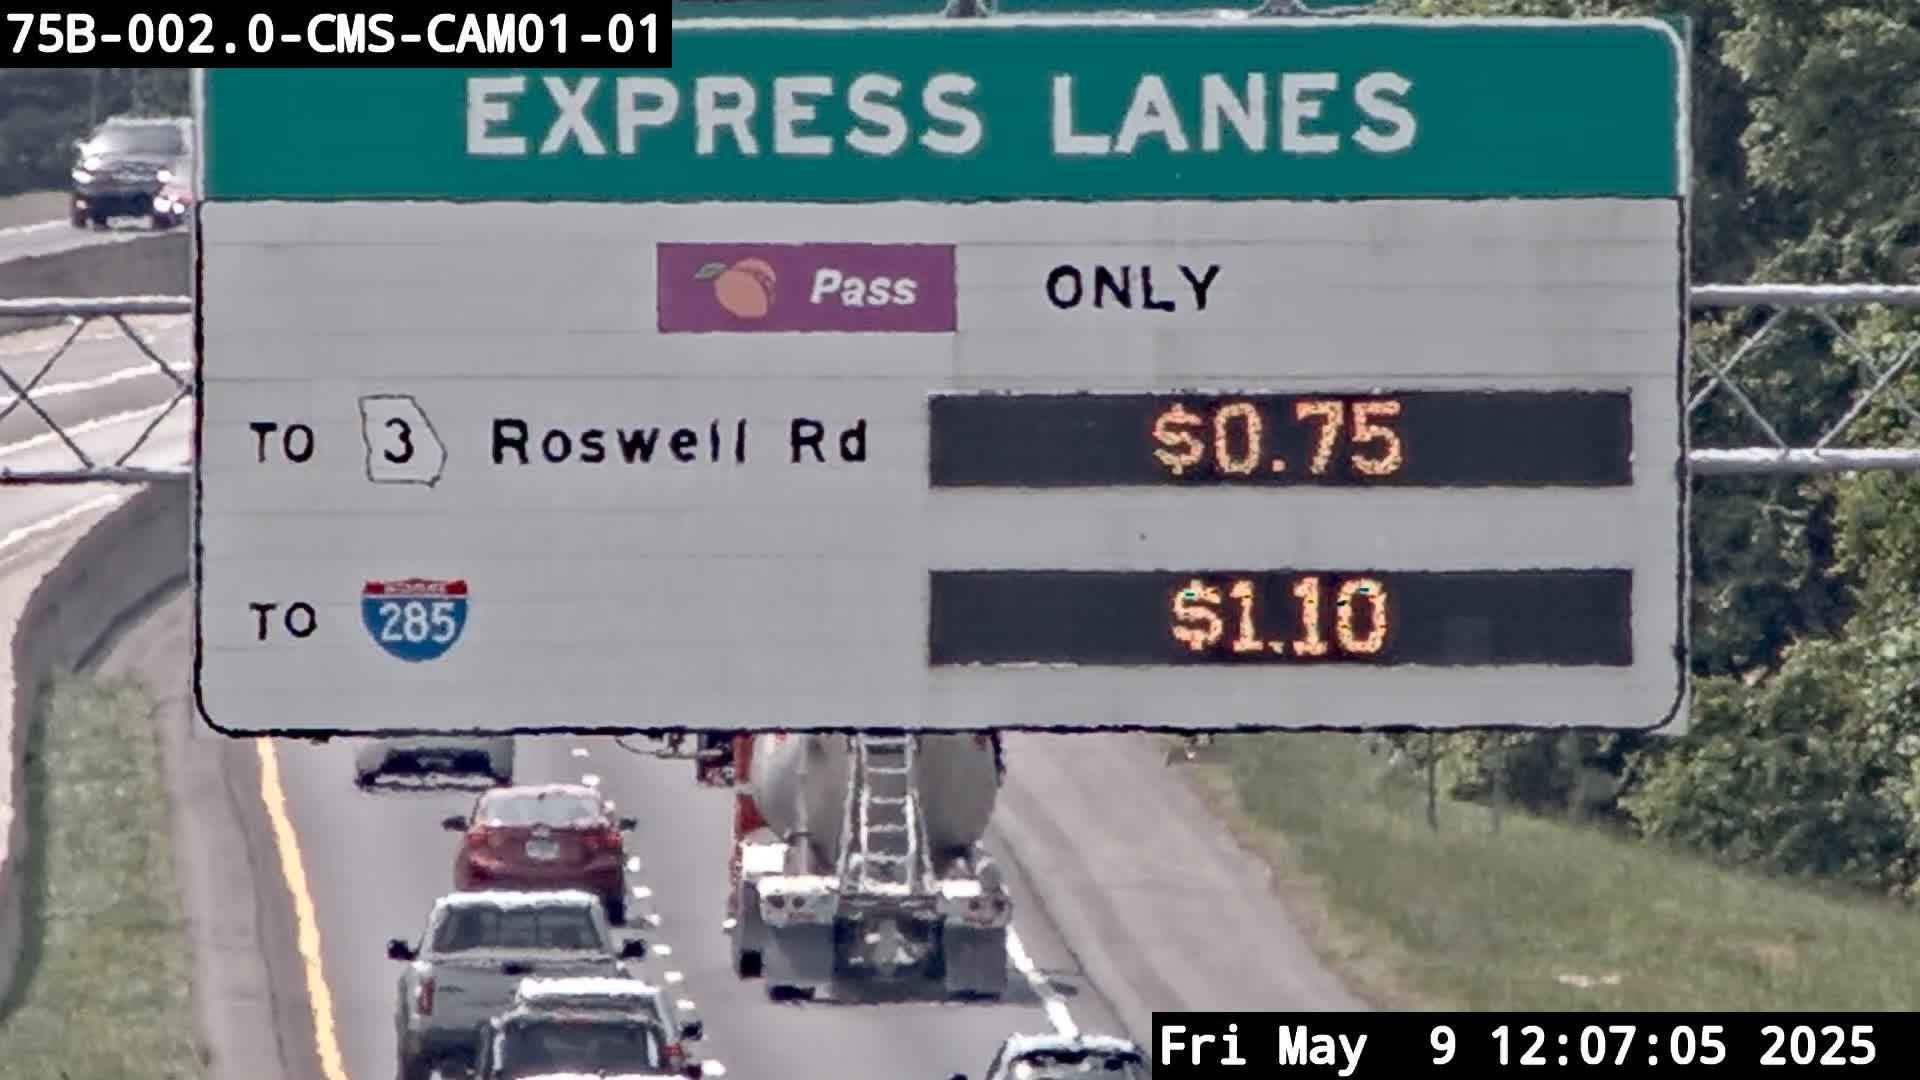 75B-002.0-CMS-CAM01-01
EXPRESS LANES
Pass ONLY
TO 3 Roswell Rd $0.75
TO 285 $1.10
Fri May 9 12:07:05 2025